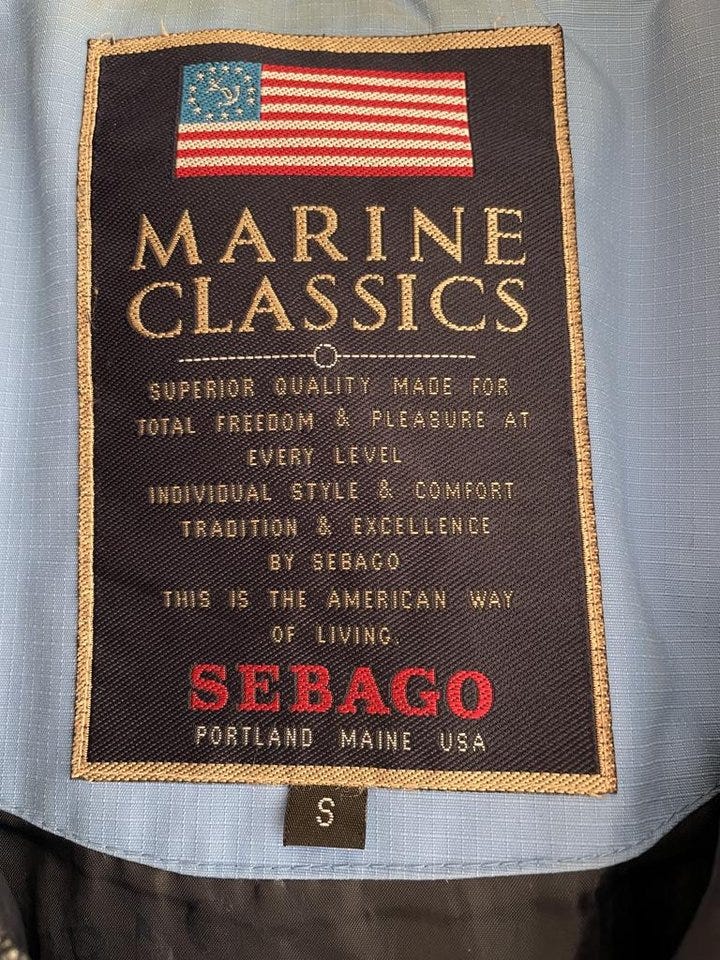 MARINE
CLASSICS
SUPERIOR QUALITY MADE FOR
TOTAL FREEDOM & PLEASURE AT
EVERY LEVEL
INDIVIDUAL STYLE & COMFORT
TRADITION & EXCELLENCE
BY SEBAGO
THIS IS THE AMERICAN WAY
OF LIVING.
SEBAGO
PORTLAND MAINE USA
S